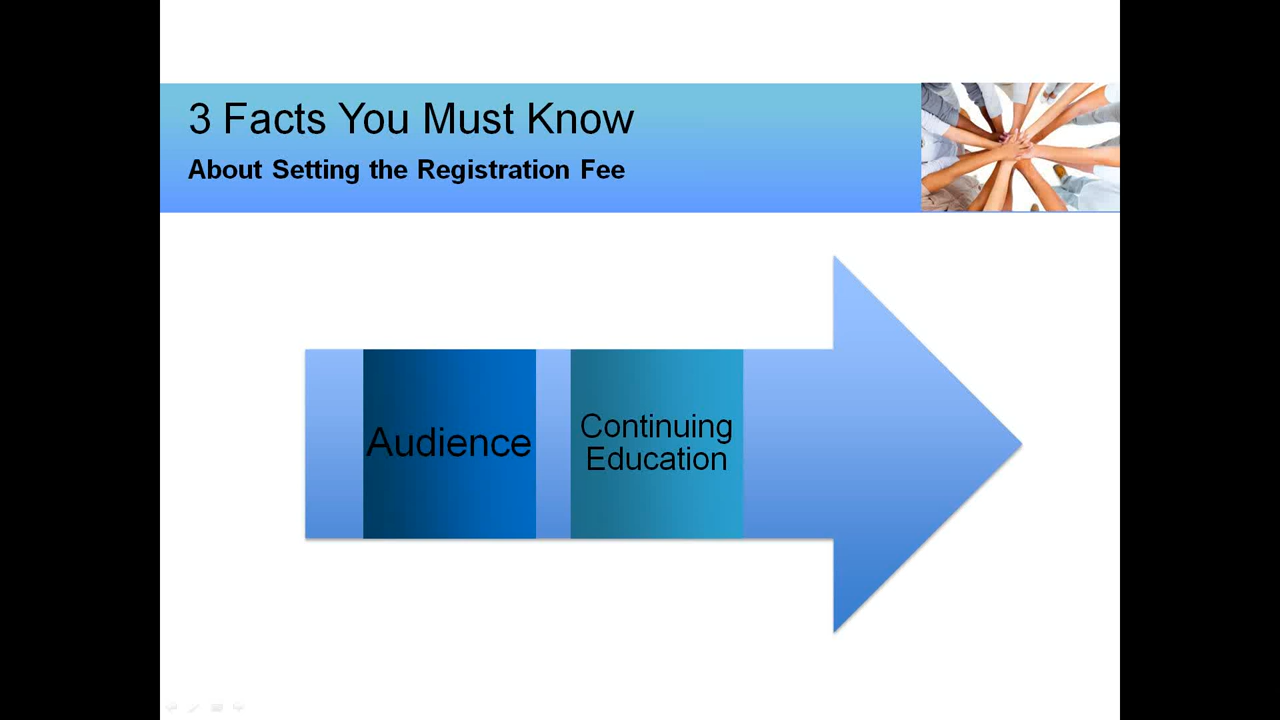 3 Facts You Must Know
About Setting the Registration Fee
Audience
Continuing
Education